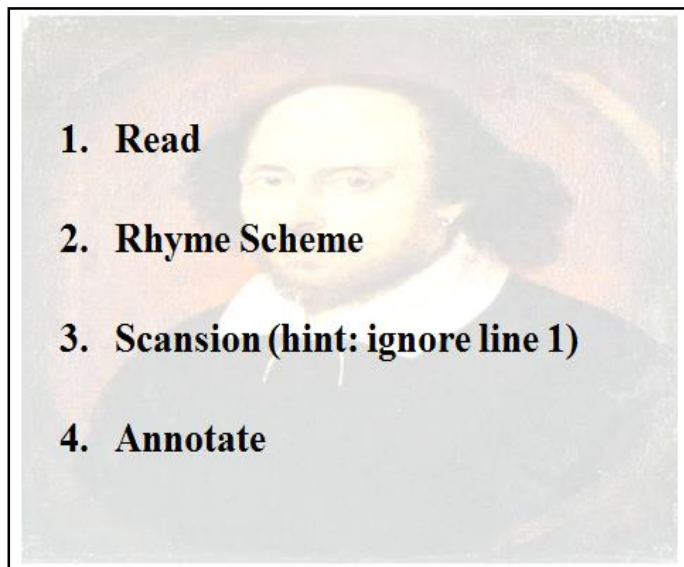 1. Read
2. Rhyme Scheme
3. Scansion (hint: ignore line 1)
4. Annotate